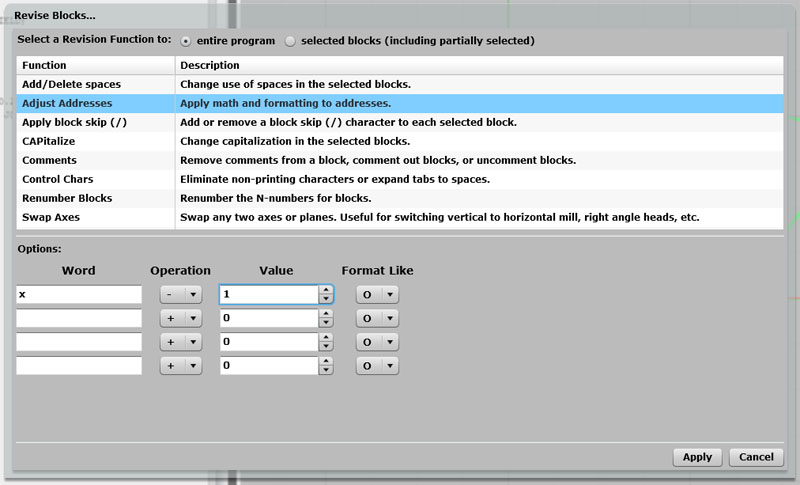 Revise Blocks...
Select a Revision Function to: entire program selected blocks (including partially selected)
Function Description
Add/Delete spaces Change use of spaces in the selected blocks.
Adjust Addresses Apply math and formatting to addresses.
Apply block skip (/) Add or remove a block skip (/) character to each selected block.
CAPitalize Change capitalization in the selected blocks.
Comments Remove comments from a block, comment out blocks, or uncomment blocks.
Control Chars Eliminate non-printing characters or expand tabs to spaces.
Renumber Blocks Renumber the N-numbers for blocks.
Swap Axes Swap any two axes or planes. Useful for switching vertical to horizontal mill, right angle heads, etc.
Options:
Word Operation Value Format Like
x - 1 O
+ 0 O
+ 0 O
+ 0 O
Apply Cancel